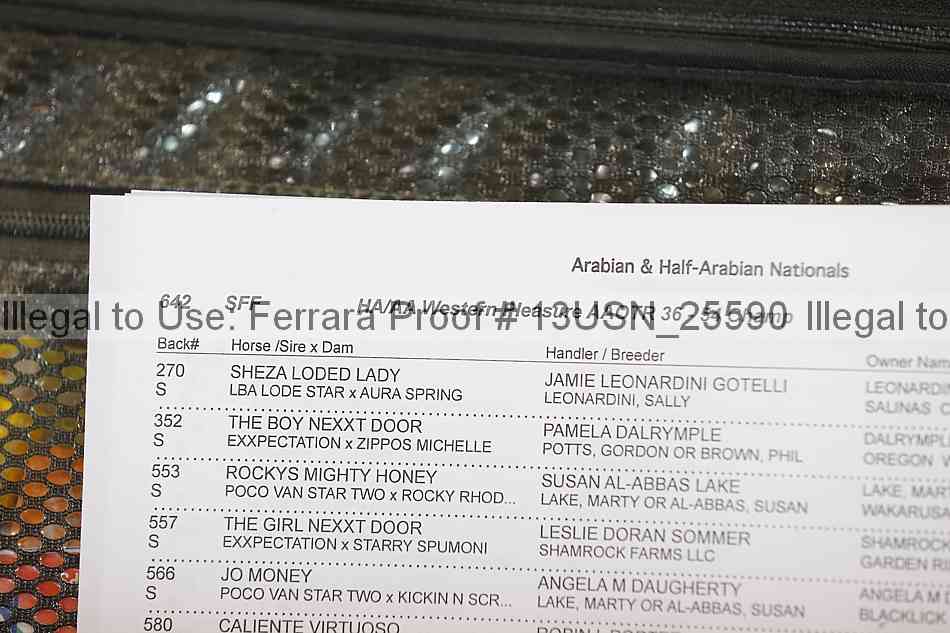 Arabian & Half-Arabian Nationals
642 SFF HA/AA Western Pleasure AAOTR 36 - 54 Champ
Illegal to Use: Ferrara Proof # 13USN_25590 Illegal to
Back# Horse /Sire x Dam Handler / Breeder Owner Nam
270 SHEZA LODED LADY JAMIE LEONARDINI GOTELLI LEONARDI
S LBA LODE STAR x AURA SPRING LEONARDINI, SALLY SALINAS
352 THE BOY NEXXT DOOR PAMELA DALRYMPLE DALRYMPL
S EXXPECTATION x ZIPPOS MICHELLE POTTS, GORDON OR BROWN, PHIL OREGON
553 ROCKYS MIGHTY HONEY SUSAN AL-ABBAS LAKE LAKE, MAR
S POCO VAN STAR TWO x ROCKY RHOD... LAKE, MARTY OR AL-ABBAS, SUSAN WAKARUSA
557 THE GIRL NEXXT DOOR LESLIE DORAN SOMMER SHAMROCK
S EXXPECTATION x STARRY SPUMONI SHAMROCK FARMS LLC GARDEN RI
566 JO MONEY ANGELA M DAUGHERTY ANGELA M
S POCO VAN STAR TWO x KICKIN N SCR... LAKE, MARTY OR AL-ABBAS, SUSAN BLACKLICK
580 CALIENTE VIRTUOSO